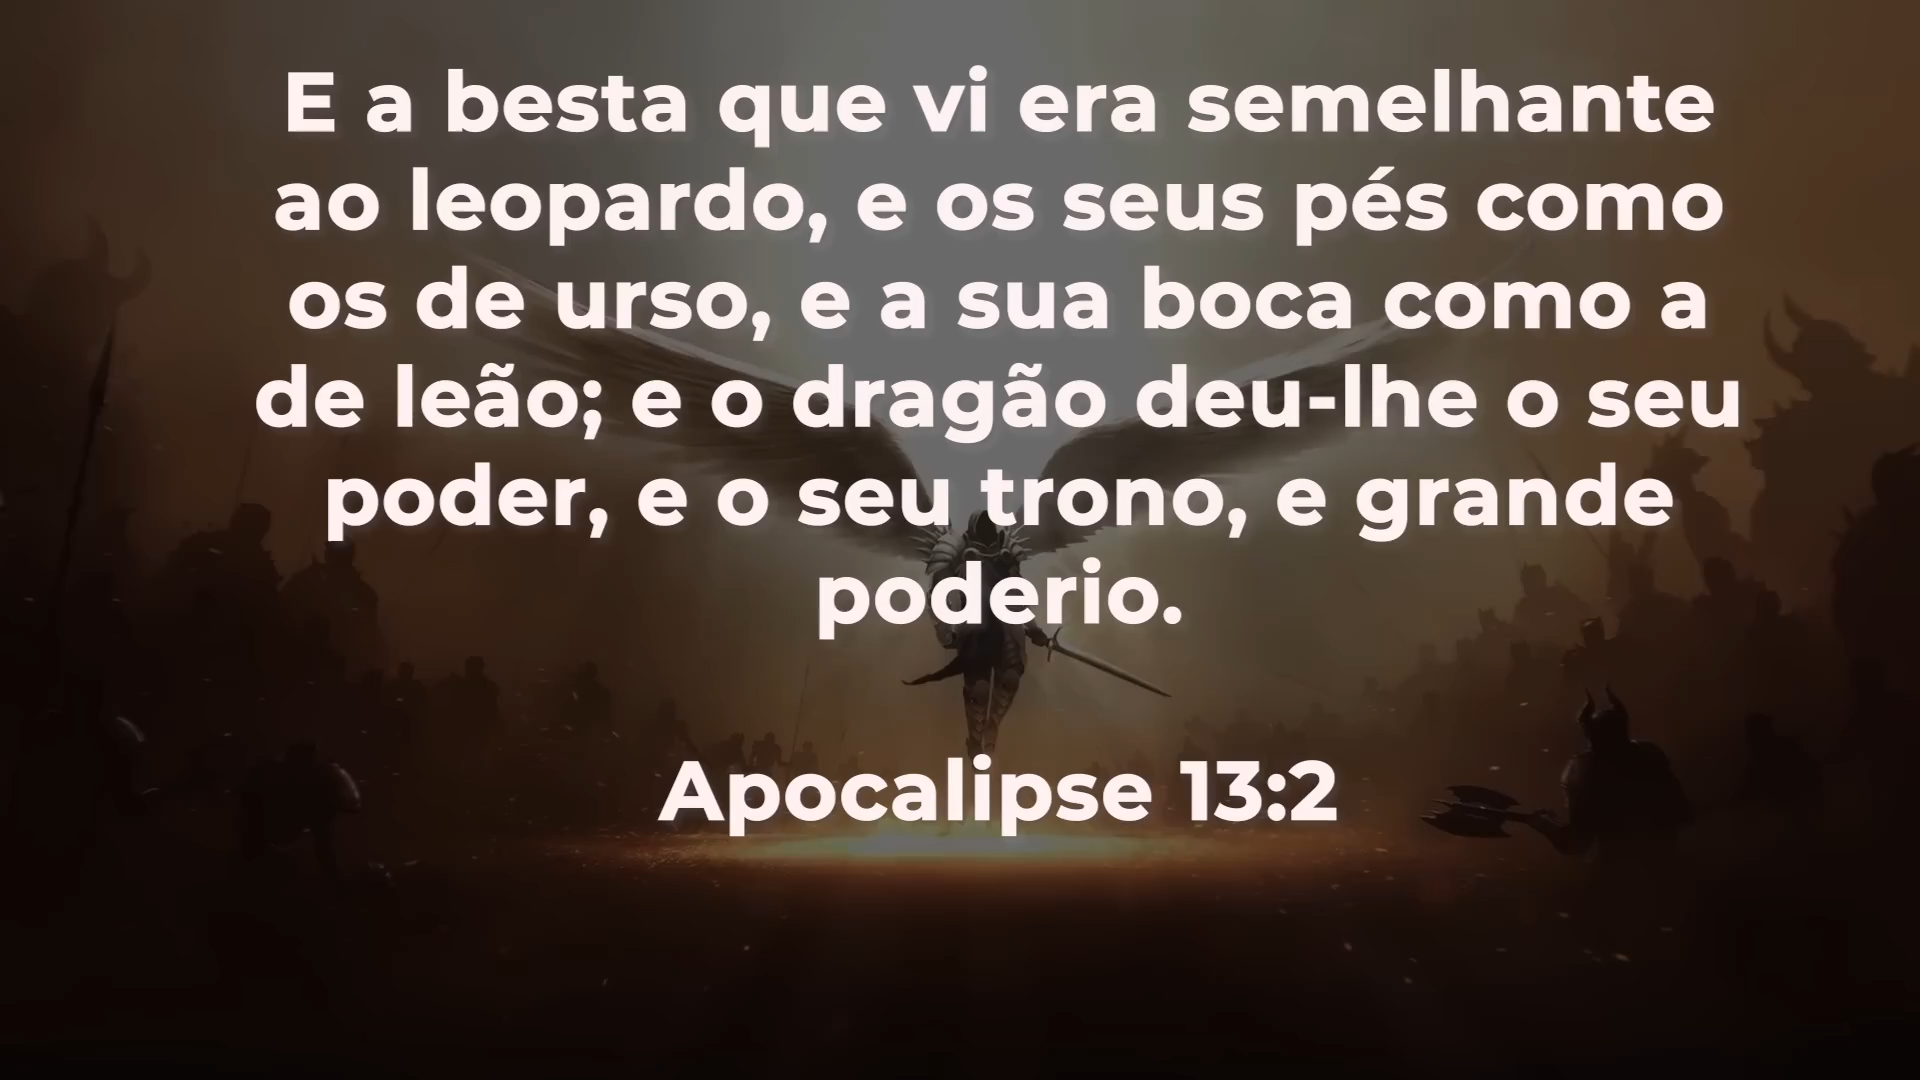 E a besta que vi era semelhante
ao leopardo, e os seus pés como
os de urso, e a sua boca como a
de leão; e o dragão deu-lhe o seu
poder, e o seu trono, e grande
poderio.
Apocalipse 13:2